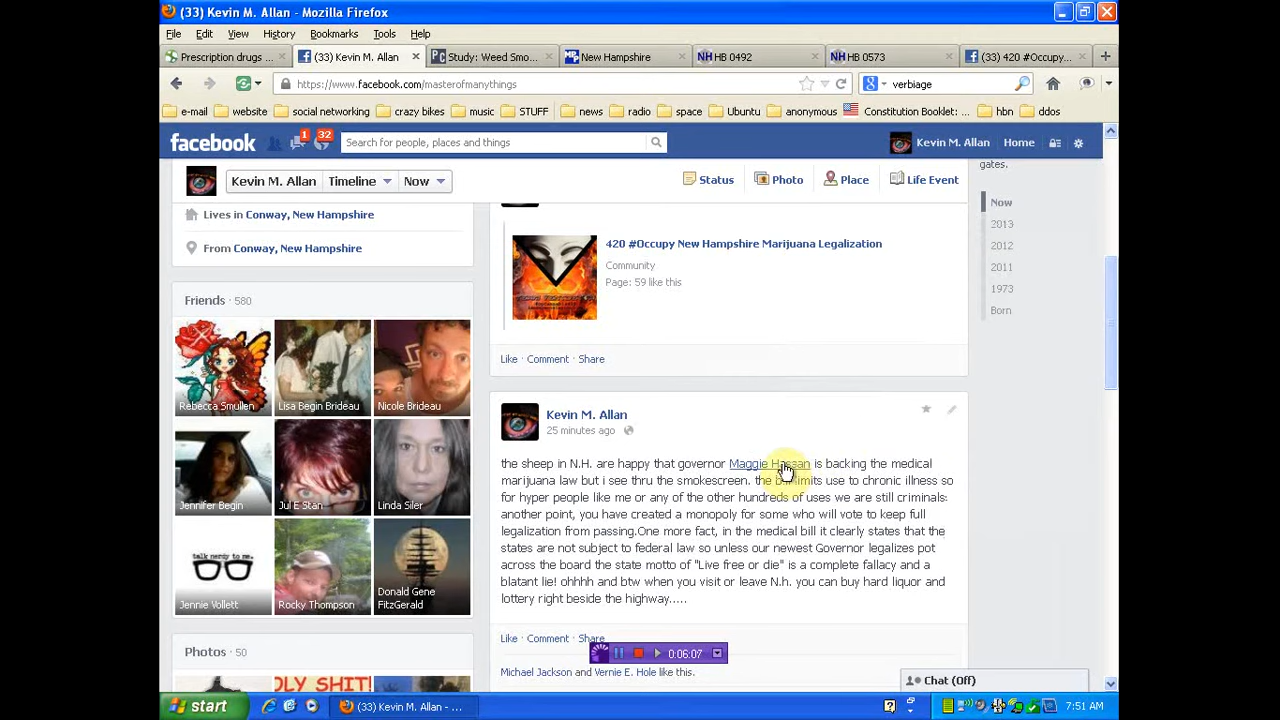 (33) Kevin M. Allan - Mozilla Firefox
File Edit View History Bookmarks Tools Help
Prescription drugs ... (33) Kevin M. Allan Study: Weed Smo... New Hampshire HB 0492 HB 0573 (33) 420 #Occupy...
https://www.facebook.com/masterofmanythings verbiage
e-mail website social networking crazy bikes music STUFF news radio space Ubuntu anonymous Constitution Booklet: ... hbn ddos
facebook 1 32 Search for people, places and things Kevin M. Allan Home
Kevin M. Allan Timeline Now Status Photo Place Life Event
gates.
Now
2013
2012
2011
1973
Born
Lives in Conway, New Hampshire
From Conway, New Hampshire
Friends · 580
Rebecca Smullen Lisa Begin Brideau Nicole Brideau
Jennifer Begin Jul E Stan Linda Siler
talk nerdy to me.
Jennie Vollett Rocky Thompson Donald Gene
FitzGerald
Photos · 50
OLY SHIT!
420 #Occupy New Hampshire Marijuana Legalization
Community
Page: 59 like this
Like · Comment · Share
Kevin M. Allan
25 minutes ago
the sheep in N.H. are happy that governor Maggie Hassan is backing the medical
marijuana law but i see thru the smokescreen. the bill limits use to chronic illness so
for hyper people like me or any of the other hundreds of uses we are still criminals:
another point, you have created a monopoly for some who will vote to keep full
legalization from passing.One more fact, in the medical bill it clearly states that the
states are not subject to federal law so unless our newest Governor legalizes pot
across the board the state motto of "Live free or die" is a complete fallacy and a
blatant lie! ohhhh and btw when you visit or leave N.h. you can buy hard liquor and
lottery right beside the highway.....
Like · Comment · Share
0:06:07
Michael Jackson and Vernie E. Hole like this.
Chat (Off)
start (33) Kevin M. Allan - ... 7:51 AM